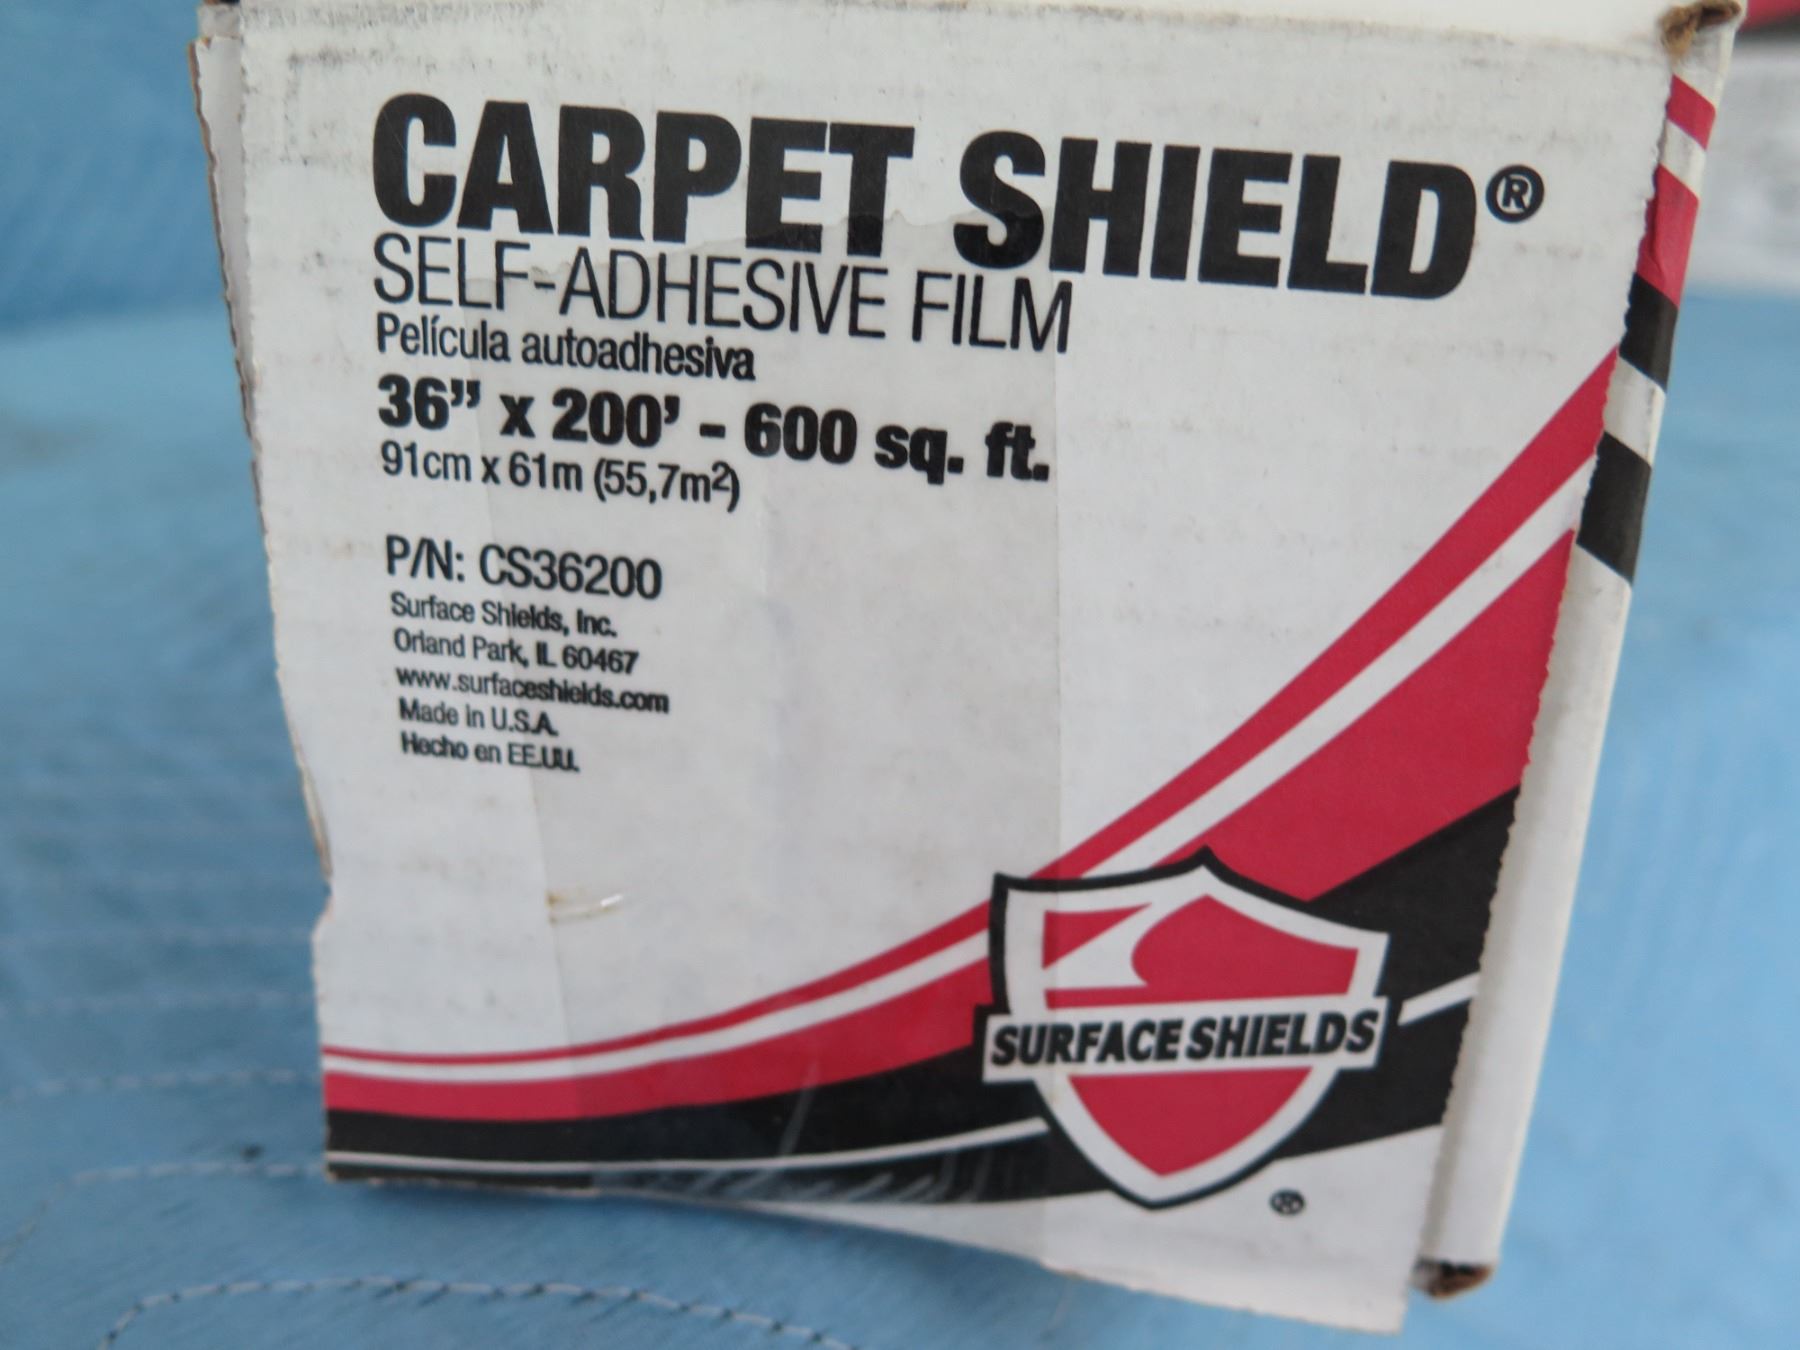 CARPET SHIELD®
SELF-ADHESIVE FILM
Película autoadhesiva
36” x 200’ - 600 sq. ft.
91cm x 61m (55,7m²)
P/N: CS36200
Surface Shields, Inc.
Orland Park, IL 60467
www.surfaceshields.com
Made in U.S.A.
Hecho en EE.UU.
SURFACE SHIELDS
®